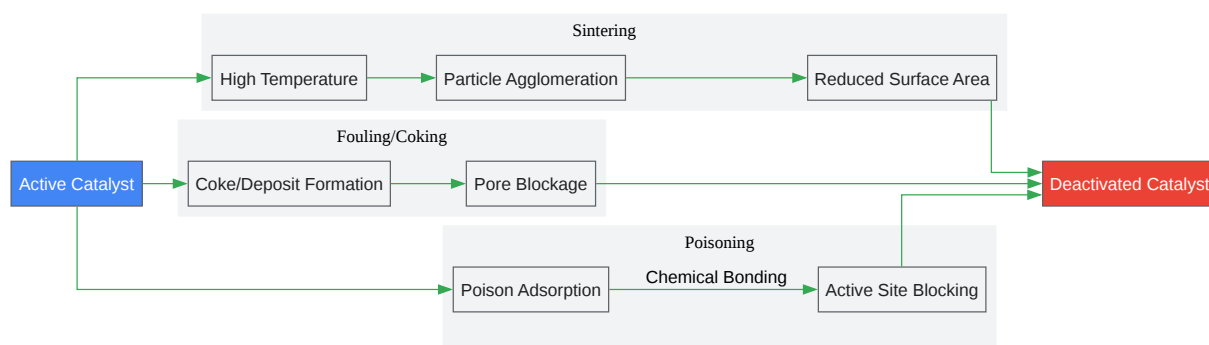 Sintering
High Temperature
Particle Agglomeration
Reduced Surface Area
Fouling/Coking
Active Catalyst
Coke/Deposit Formation
Pore Blockage
Deactivated Catalyst
Poisoning
Poison Adsorption
Chemical Bonding
Active Site Blocking